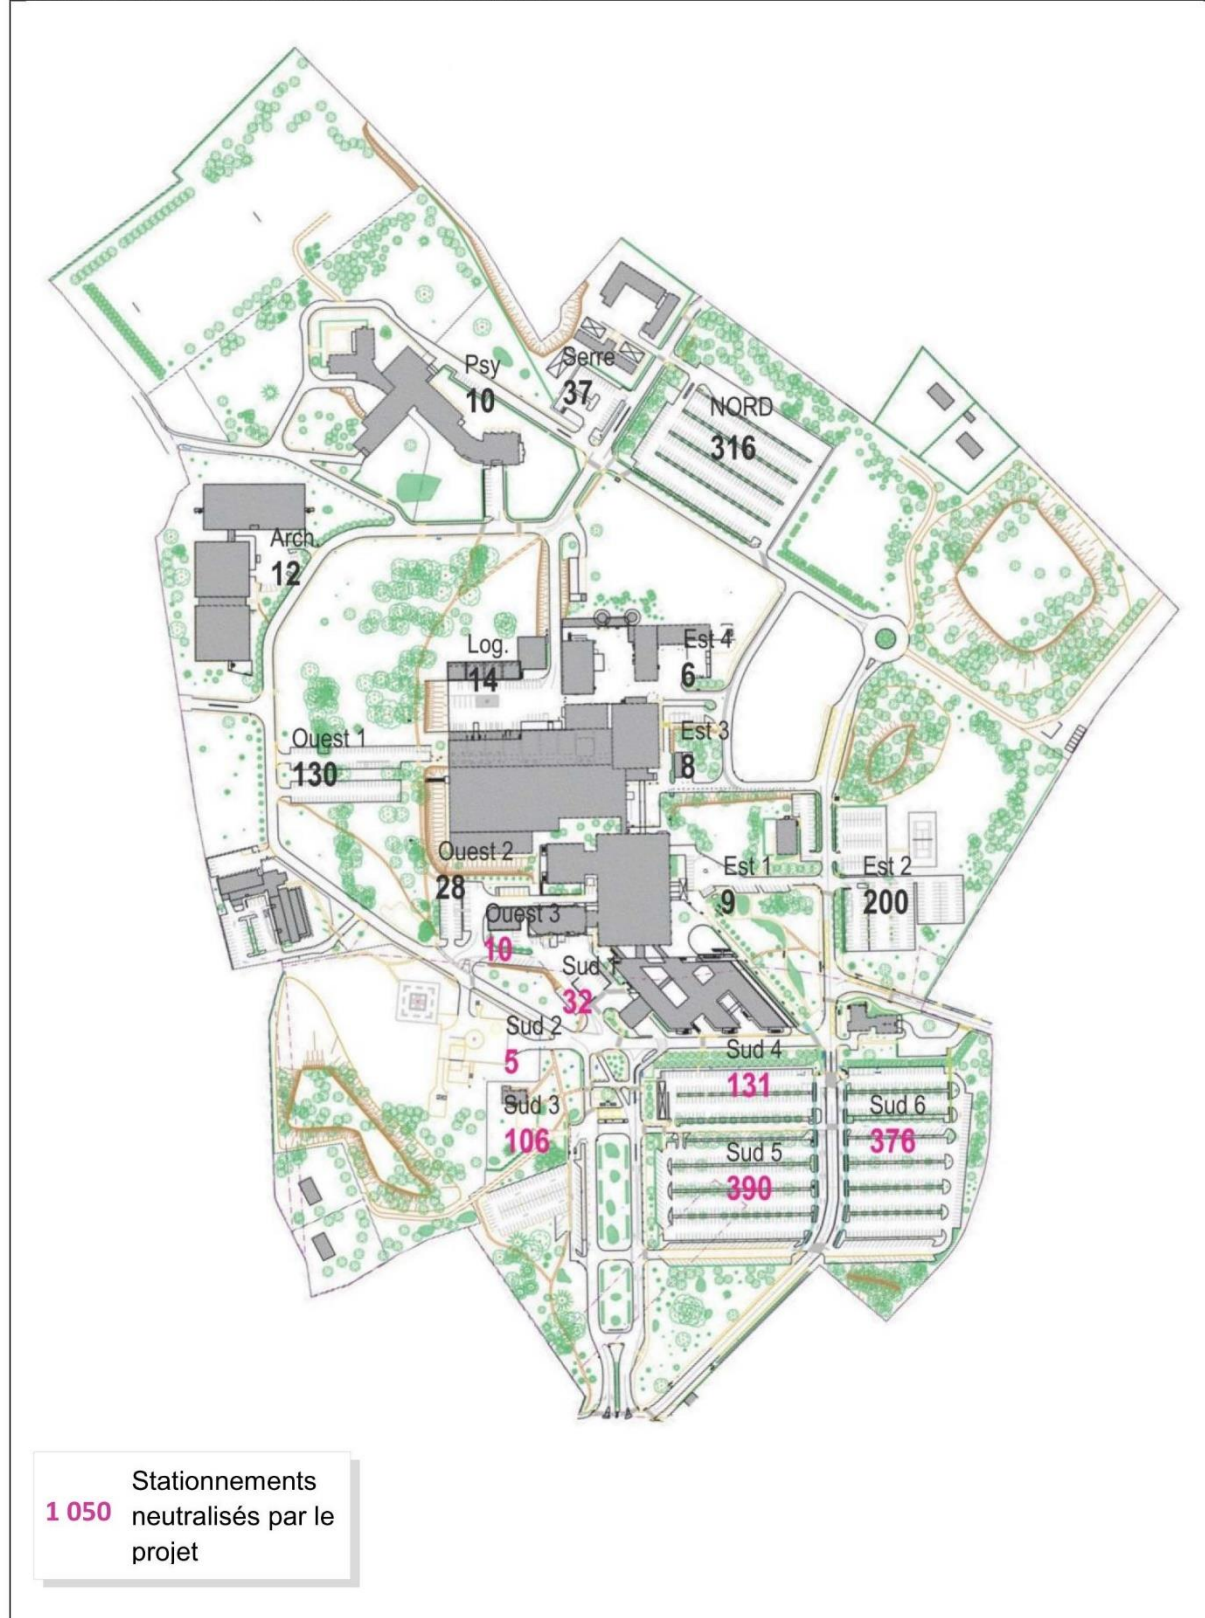 Psy
10
Serre
37
NORD
316
Arch.
12
Log.
14
Est 4
6
Est 3
8
Ouest 1
130
Ouest 2
28
Est 1
9
Est 2
200
Ouest 3
10
Sud 1
32
Sud 2
5
Sud 3
106
Sud 4
131
Sud 5
390
Sud 6
376
1 050
Stationnements
neutralisés par le
projet